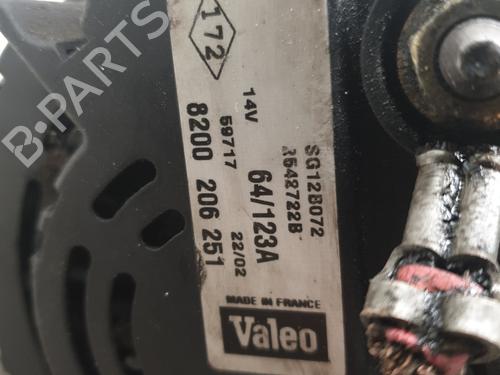 172
14V
59717
8200 206 251
SG12B072
2542722B
64/123A
22/02
MADE IN FRANCE
Valeo
B-PARTS